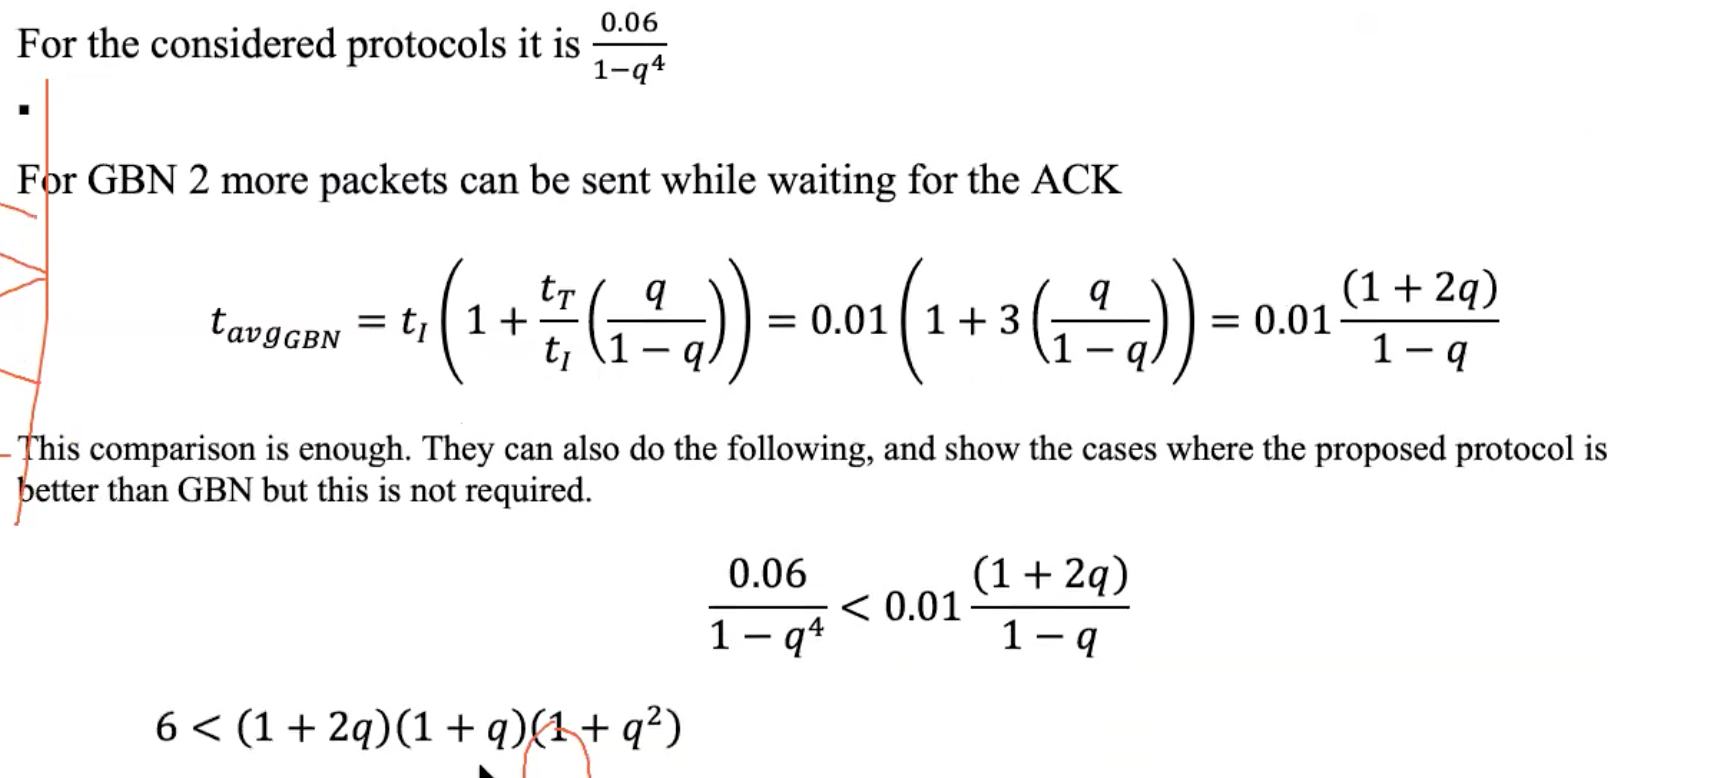 For the considered protocols it is \frac{0.06}{1-q^4}
▪
For GBN 2 more packets can be sent while waiting for the ACK
t_{avg_{GBN}} = t_I \left(1 + \frac{t_T}{t_I}\left(\frac{q}{1-q}\right)\right) = 0.01\left(1 + 3\left(\frac{q}{1-q}\right)\right) = 0.01\frac{(1+2q)}{1-q}
This comparison is enough. They can also do the following, and show the cases where the proposed protocol is
better than GBN but this is not required.
\frac{0.06}{1-q^4} < 0.01\frac{(1+2q)}{1-q}
6 < (1 + 2q)(1 + q)(1 + q^2)